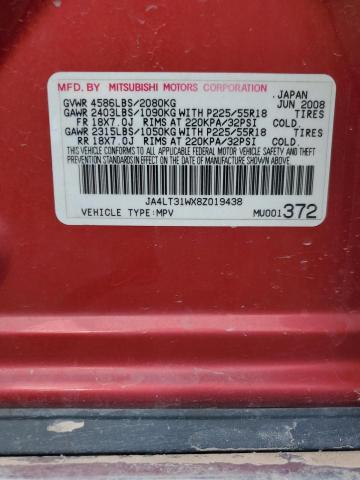 MFD. BY MITSUBISHI MOTORS CORPORATION JAPAN
GVWR 4586LBS/2080KG JUN 2008
GAWR 2403LBS/1090KG WITH P225/55R18 TIRES
FR 18X7.0J RIMS AT 220KPA/32PSI COLD.
GAWR 2315LBS/1050KG WITH P225/55R18 TIRES
RR 18X7.0J RIMS AT 220KPA/32PSI COLD.
THIS VEHICLE CONFORMS TO ALL APPLICABLE FEDERAL
MOTOR VEHICLE SAFETY AND THEFT PREVENTION STANDARDS
IN EFFECT ON THE DATE OF MANUFACTURE SHOWN ABOVE.
JA4LT31WX8Z019438
VEHICLE TYPE:MPV MU001372